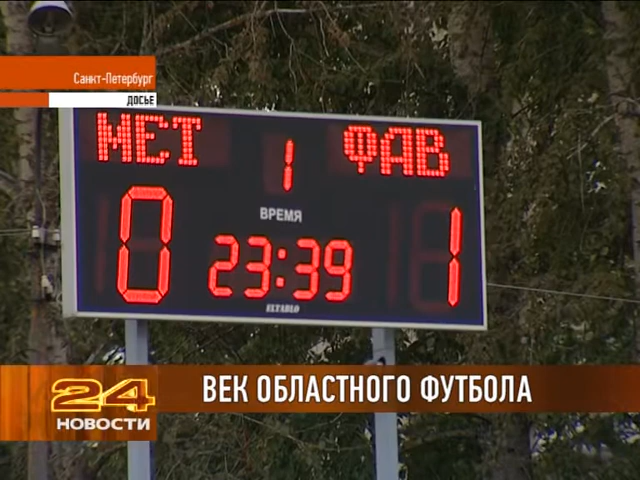 Санкт-Петербург
ДОСЬЕ
МЕТ 1 ФАВ
ВРЕМЯ
0 23:39 1
ELTABLO
ВЕК ОБЛАСТНОГО ФУТБОЛА
24
НОВОСТИ